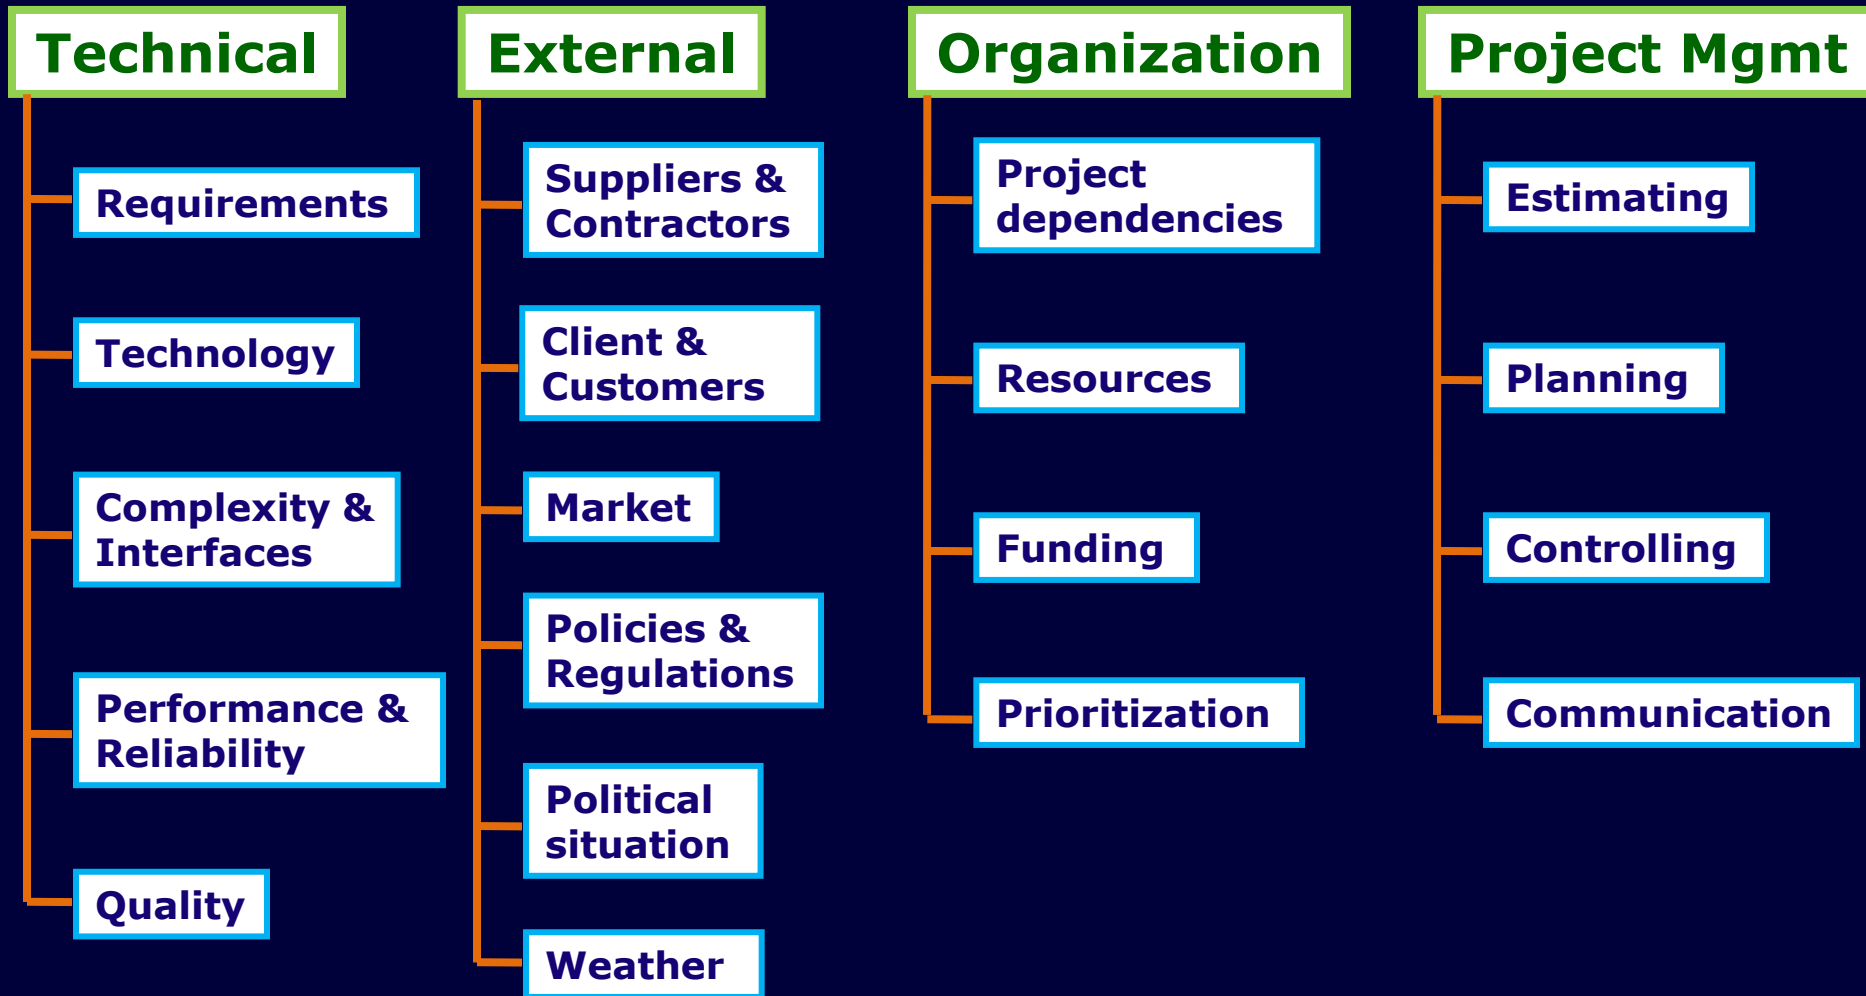 Technical
Requirements
Technology
Complexity &
Interfaces
Performance &
Reliability
Quality
External
Suppliers &
Contractors
Client &
Customers
Market
Policies &
Regulations
Political
situation
Weather
Organization
Project
dependencies
Resources
Funding
Prioritization
Project Mgmt
Estimating
Planning
Controlling
Communication